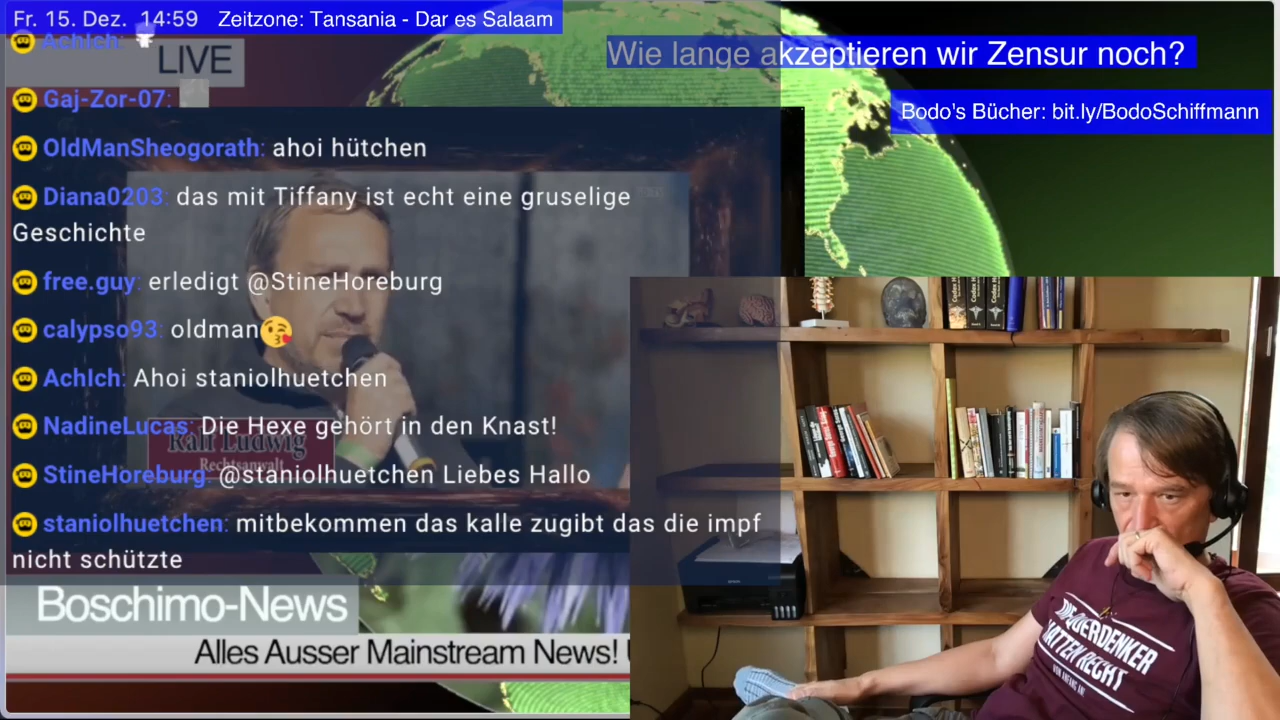 Fr. 15. Dez. 14:59 Zeitzone: Tansania - Dar es Salaam
AchIch:
LIVE
Wie lange akzeptieren wir Zensur noch?
Gaj-Zor-07:
Bodo's Bücher: bit.ly/BodoSchiffmann
OldManSheogorath: ahoi hütchen
Diana0203: das mit Tiffany ist echt eine gruselige
Geschichte
free.guy: erledigt @StineHoreburg
calypso93: oldman😘
AchIch: Ahoi staniolhuetchen
NadineLucas: Die Hexe gehört in den Knast!
Ralf Ludwig
Rechtsanwalt
StineHoreburg: @staniolhuetchen Liebes Hallo
staniolhuetchen: mitbekommen das kalle zugibt das die impf
nicht schützte
Boschimo-News
Alles Ausser Mainstream News!
DIE QUERDENKER
HATTEN RECHT
VON ANFANG AN!